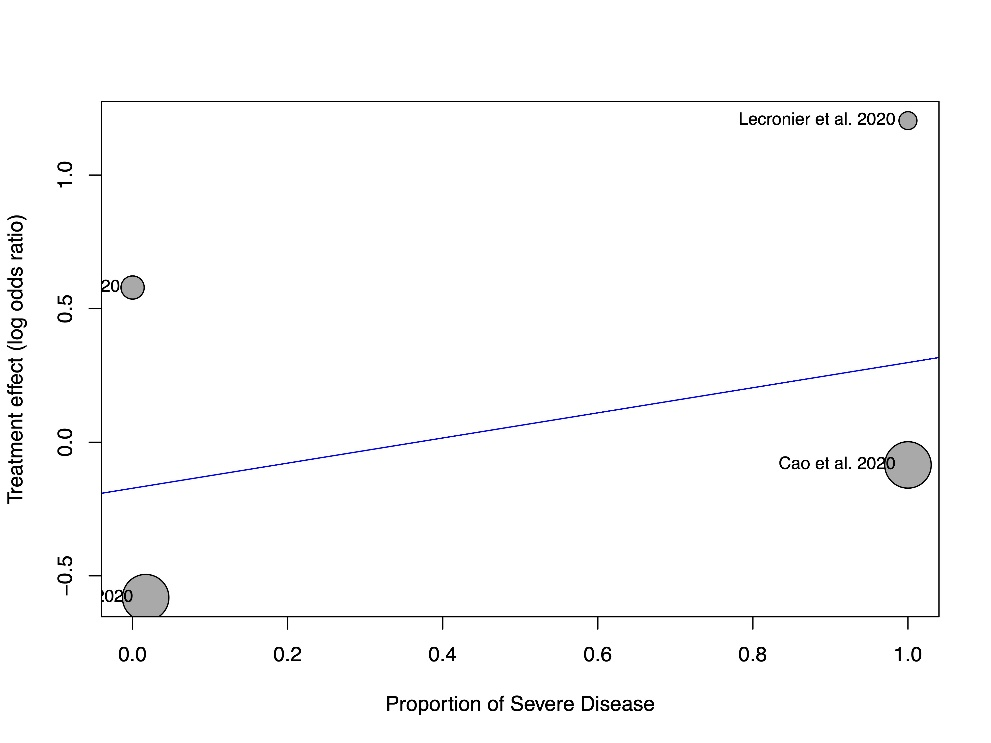 Treatment effect (log odds ratio)
1.0
0.5
0.0
−0.5
Lecronier et al. 2020
20
Cao et al. 2020
2020
0.0 0.2 0.4 0.6 0.8 1.0
Proportion of Severe Disease